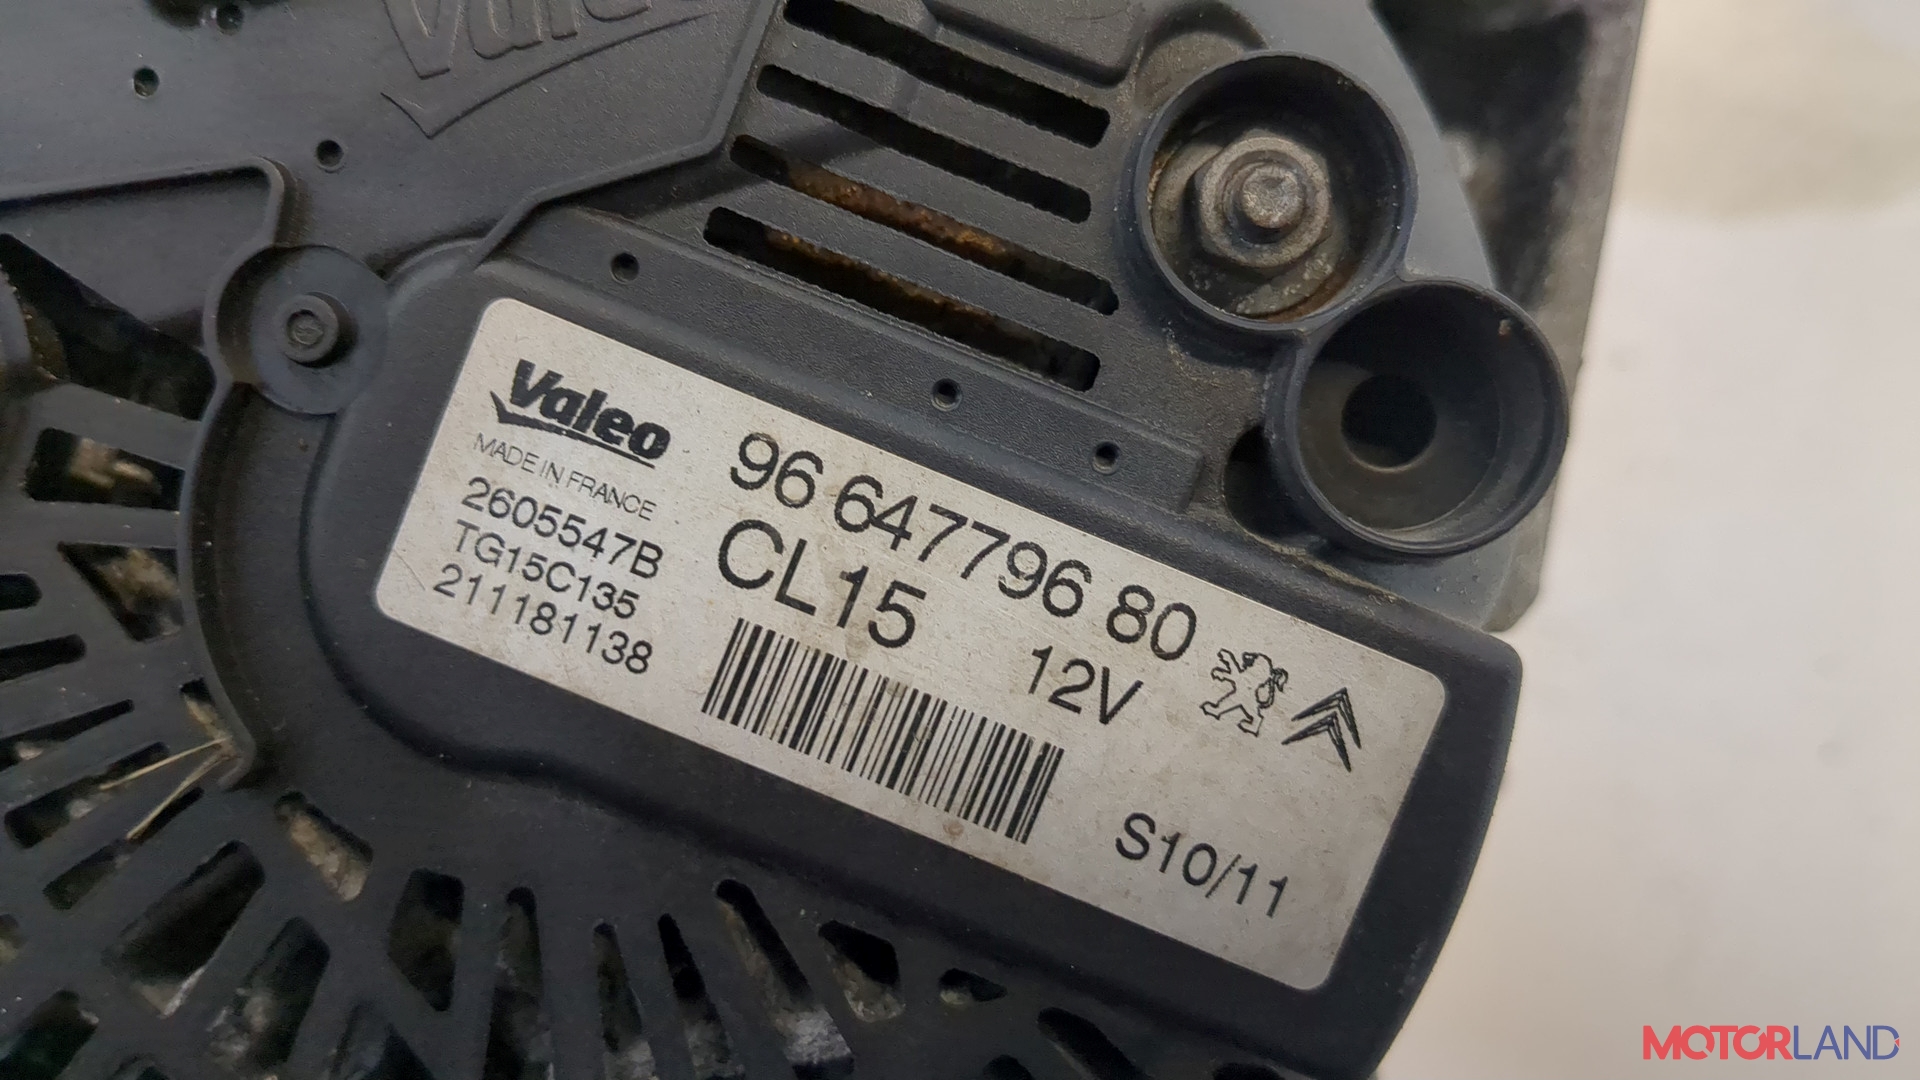 Valeo
Valeo
MADE IN FRANCE
2605547B
TG15C135
211181138
96 647796 80
CL15
12V
S10/11
MOTORLAND